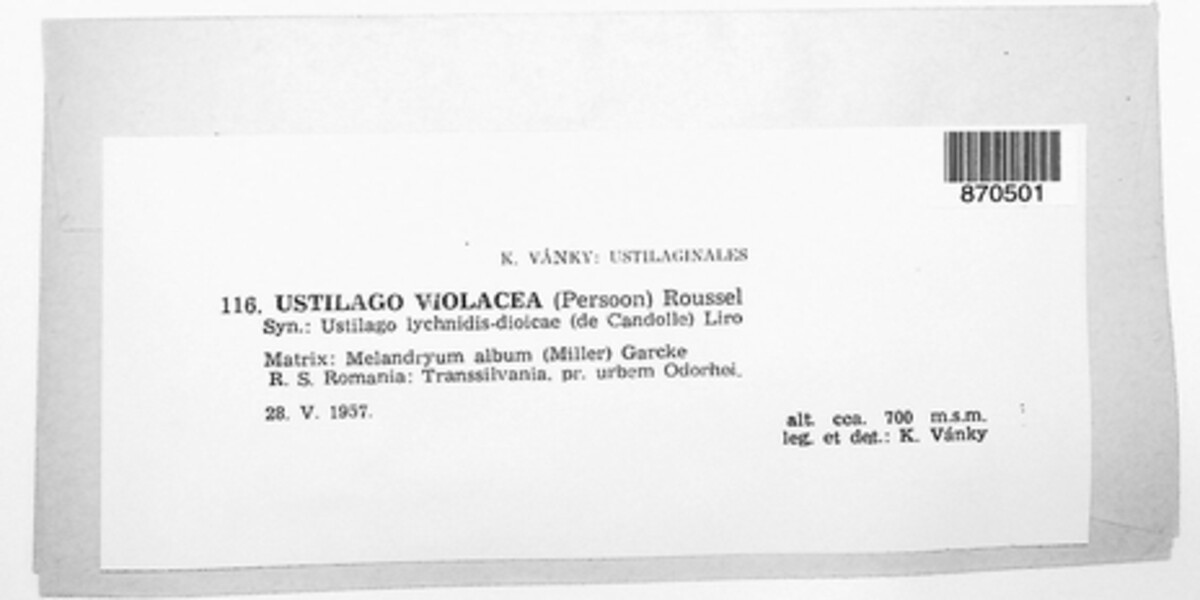 870501
K. VÁNKY: USTILAGINALES
116. USTILAGO ViOLACEA (Persoon) Roussel
Syn.: Ustilago lychnidis-dioicae (de Candolle) Liro
Matrix: Melandryum album (Miller) Garcke
R. S. Romania: Transsilvania, pr. urbem Odorhei.
28. V. 1957.
alt. cca. 700 m.s.m.
leg. et det.: K. Vánky